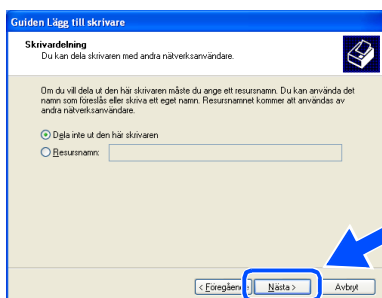 Guiden Lägg till skrivare
Skrivardelning
Du kan dela skrivaren med andra nätverksanvändare.
Om du vill dela ut den här skrivaren måste du ange ett resursnamn. Du kan använda det
namn som föreslås eller skriva ett eget namn. Resursnamnet kommer att användas av
andra nätverksanvändare.
Dela inte ut den här skrivaren
Resursnamn:
< Föregåen Nästa > Avbryt